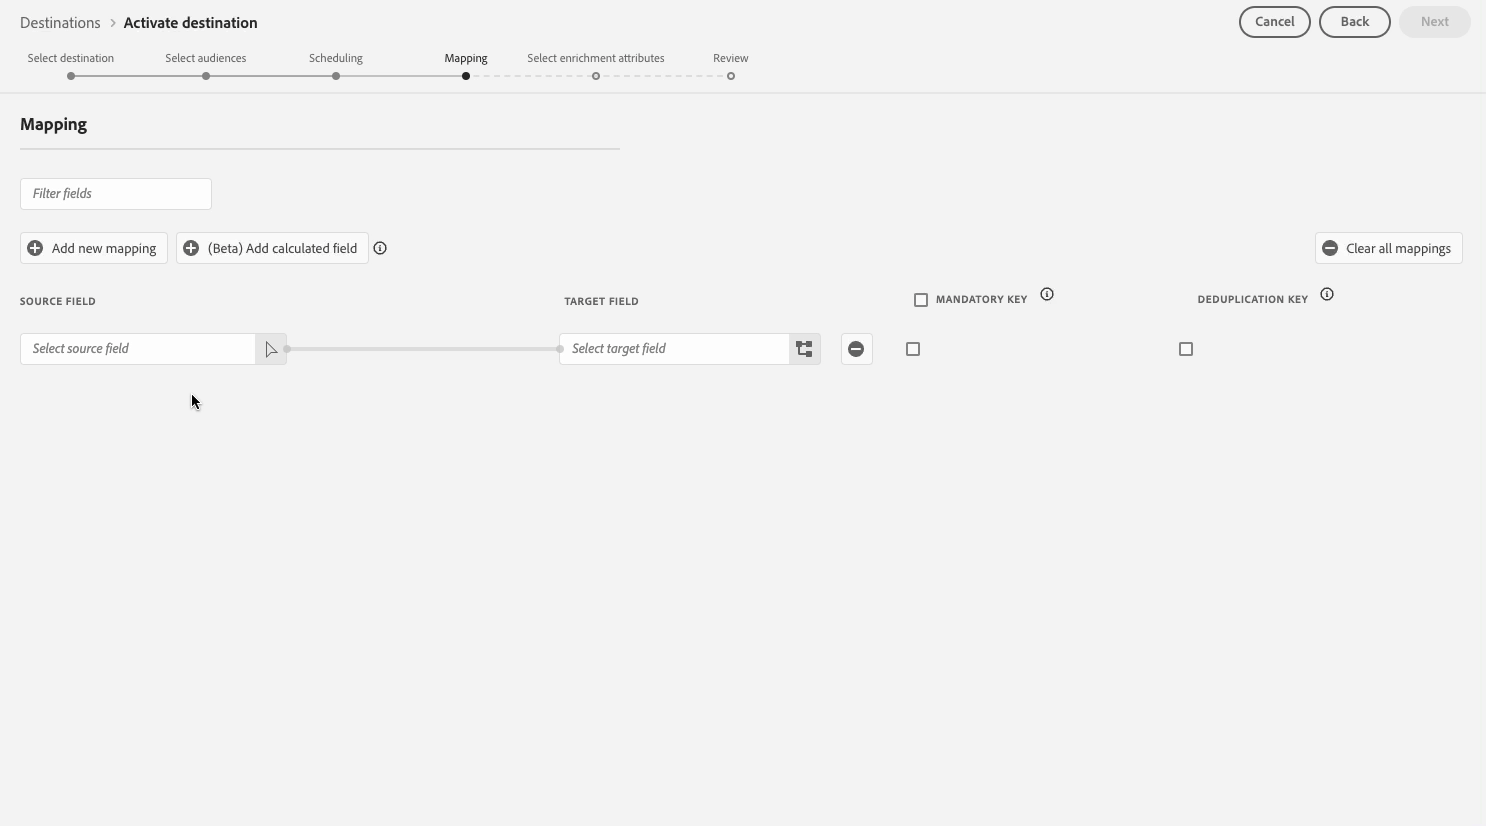 Destinations > Activate destination
Cancel
Back
Next
Select destination
Select audiences
Scheduling
Mapping
Select enrichment attributes
Review
Mapping
Filter fields
Add new mapping
(Beta) Add calculated field
Clear all mappings
SOURCE FIELD
TARGET FIELD
MANDATORY KEY
DEDUPLICATION KEY
Select source field
Select target field